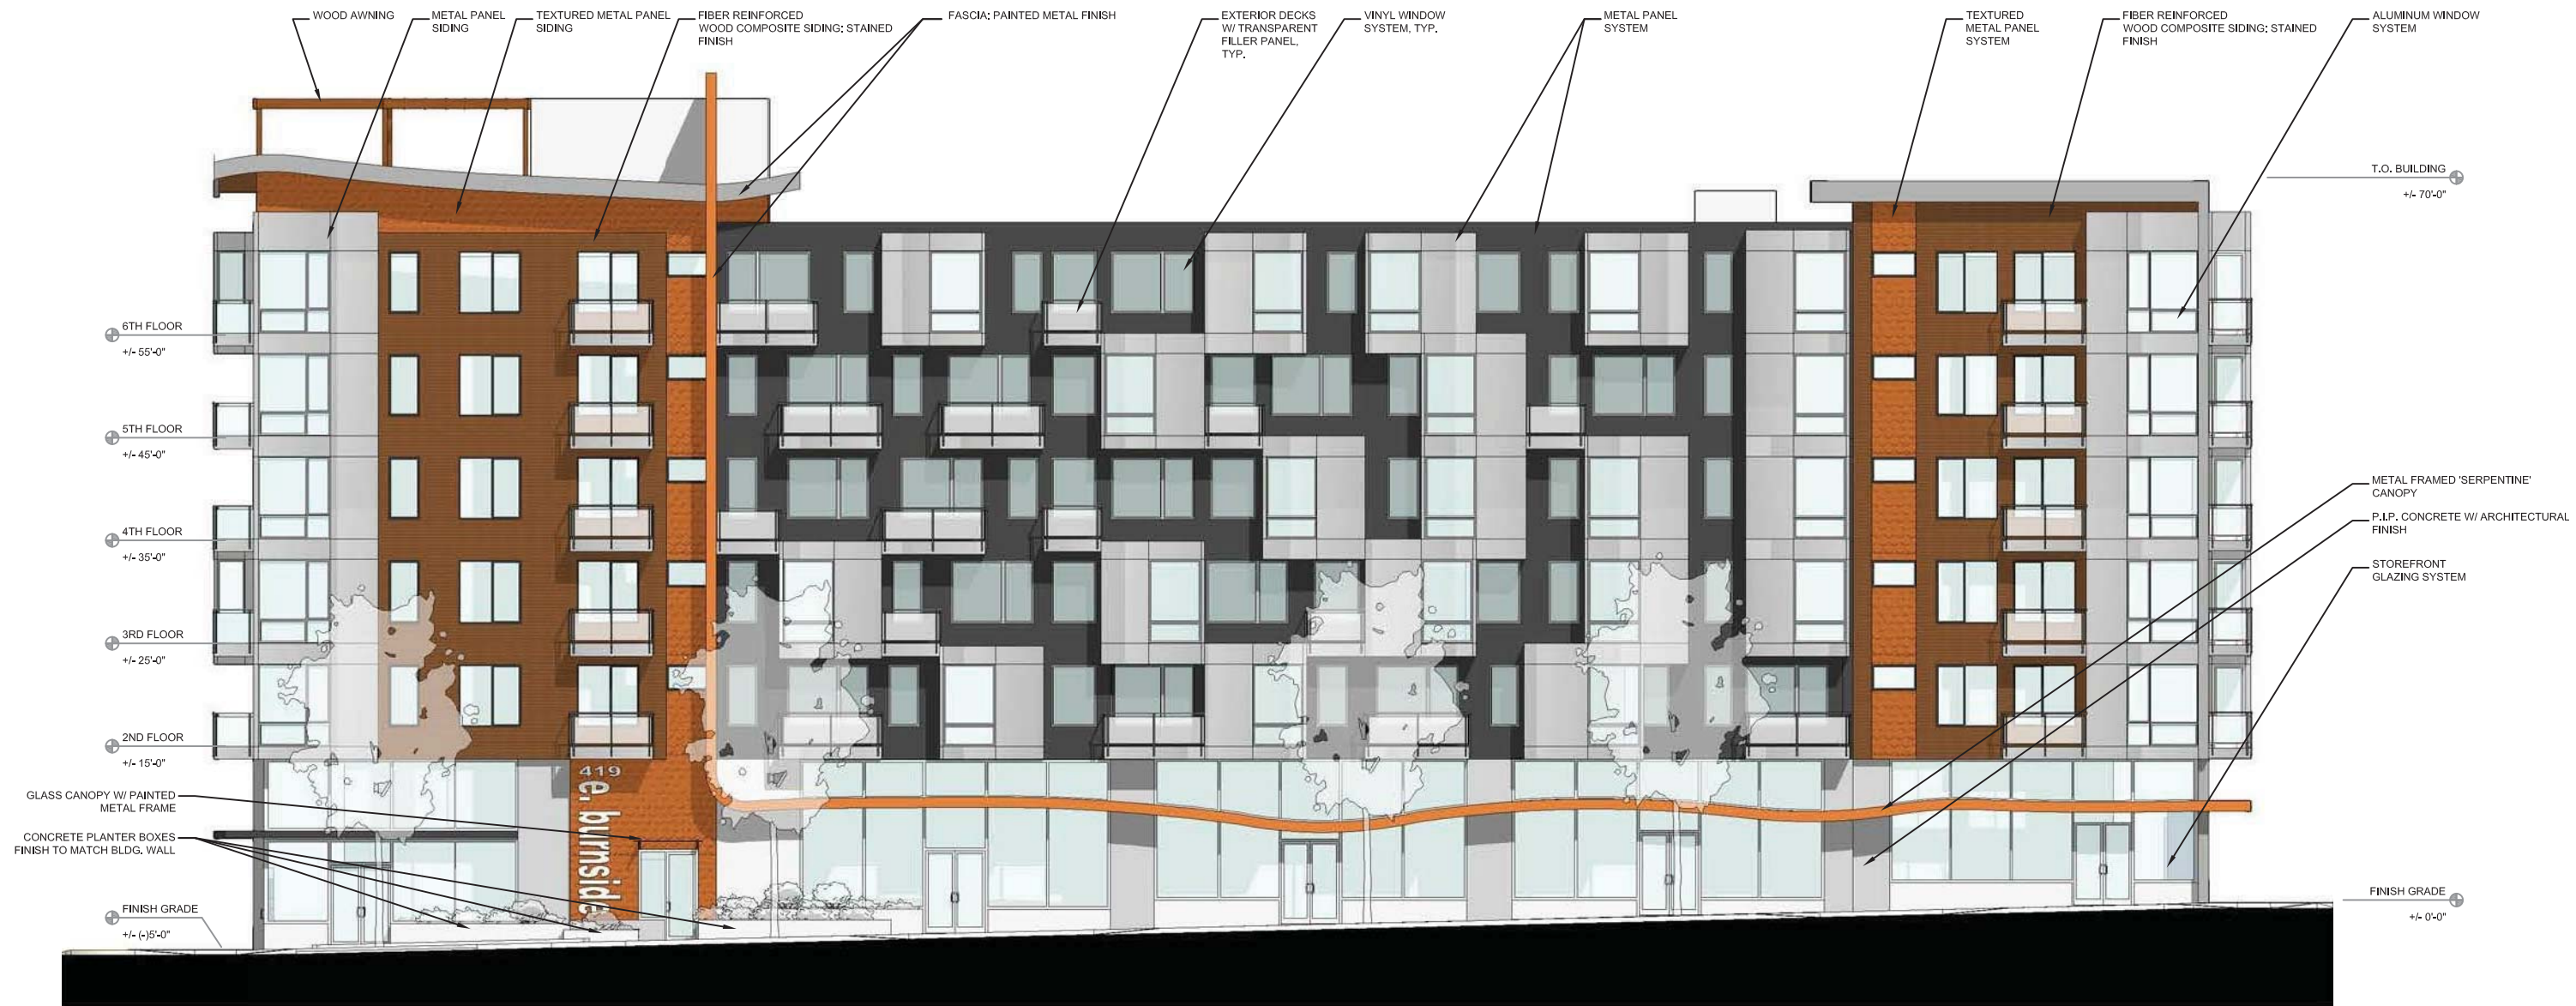 WOOD AWNING
METAL PANEL
SIDING
TEXTURED METAL PANEL
SIDING
FIBER REINFORCED
WOOD COMPOSITE SIDING; STAINED
FINISH
FASCIA: PAINTED METAL FINISH
EXTERIOR DECKS
W/ TRANSPARENT
FILLER PANEL,
TYP.
VINYL WINDOW
SYSTEM, TYP.
METAL PANEL
SYSTEM
TEXTURED
METAL PANEL
SYSTEM
FIBER REINFORCED
WOOD COMPOSITE SIDING; STAINED
FINISH
ALUMINUM WINDOW
SYSTEM
T.O. BUILDING
+/- 70'-0"
6TH FLOOR
+/- 55'-0"
5TH FLOOR
+/- 45'-0"
4TH FLOOR
+/- 35'-0"
3RD FLOOR
+/- 25'-0"
2ND FLOOR
+/- 15'-0"
METAL FRAMED 'SERPENTINE'
CANOPY
P.I.P. CONCRETE W/ ARCHITECTURAL
FINISH
STOREFRONT
GLAZING SYSTEM
GLASS CANOPY W/ PAINTED
METAL FRAME
CONCRETE PLANTER BOXES
FINISH TO MATCH BLDG. WALL
419
e. burnside
FINISH GRADE
+/- (-)5'-0"
FINISH GRADE
+/- 0'-0"